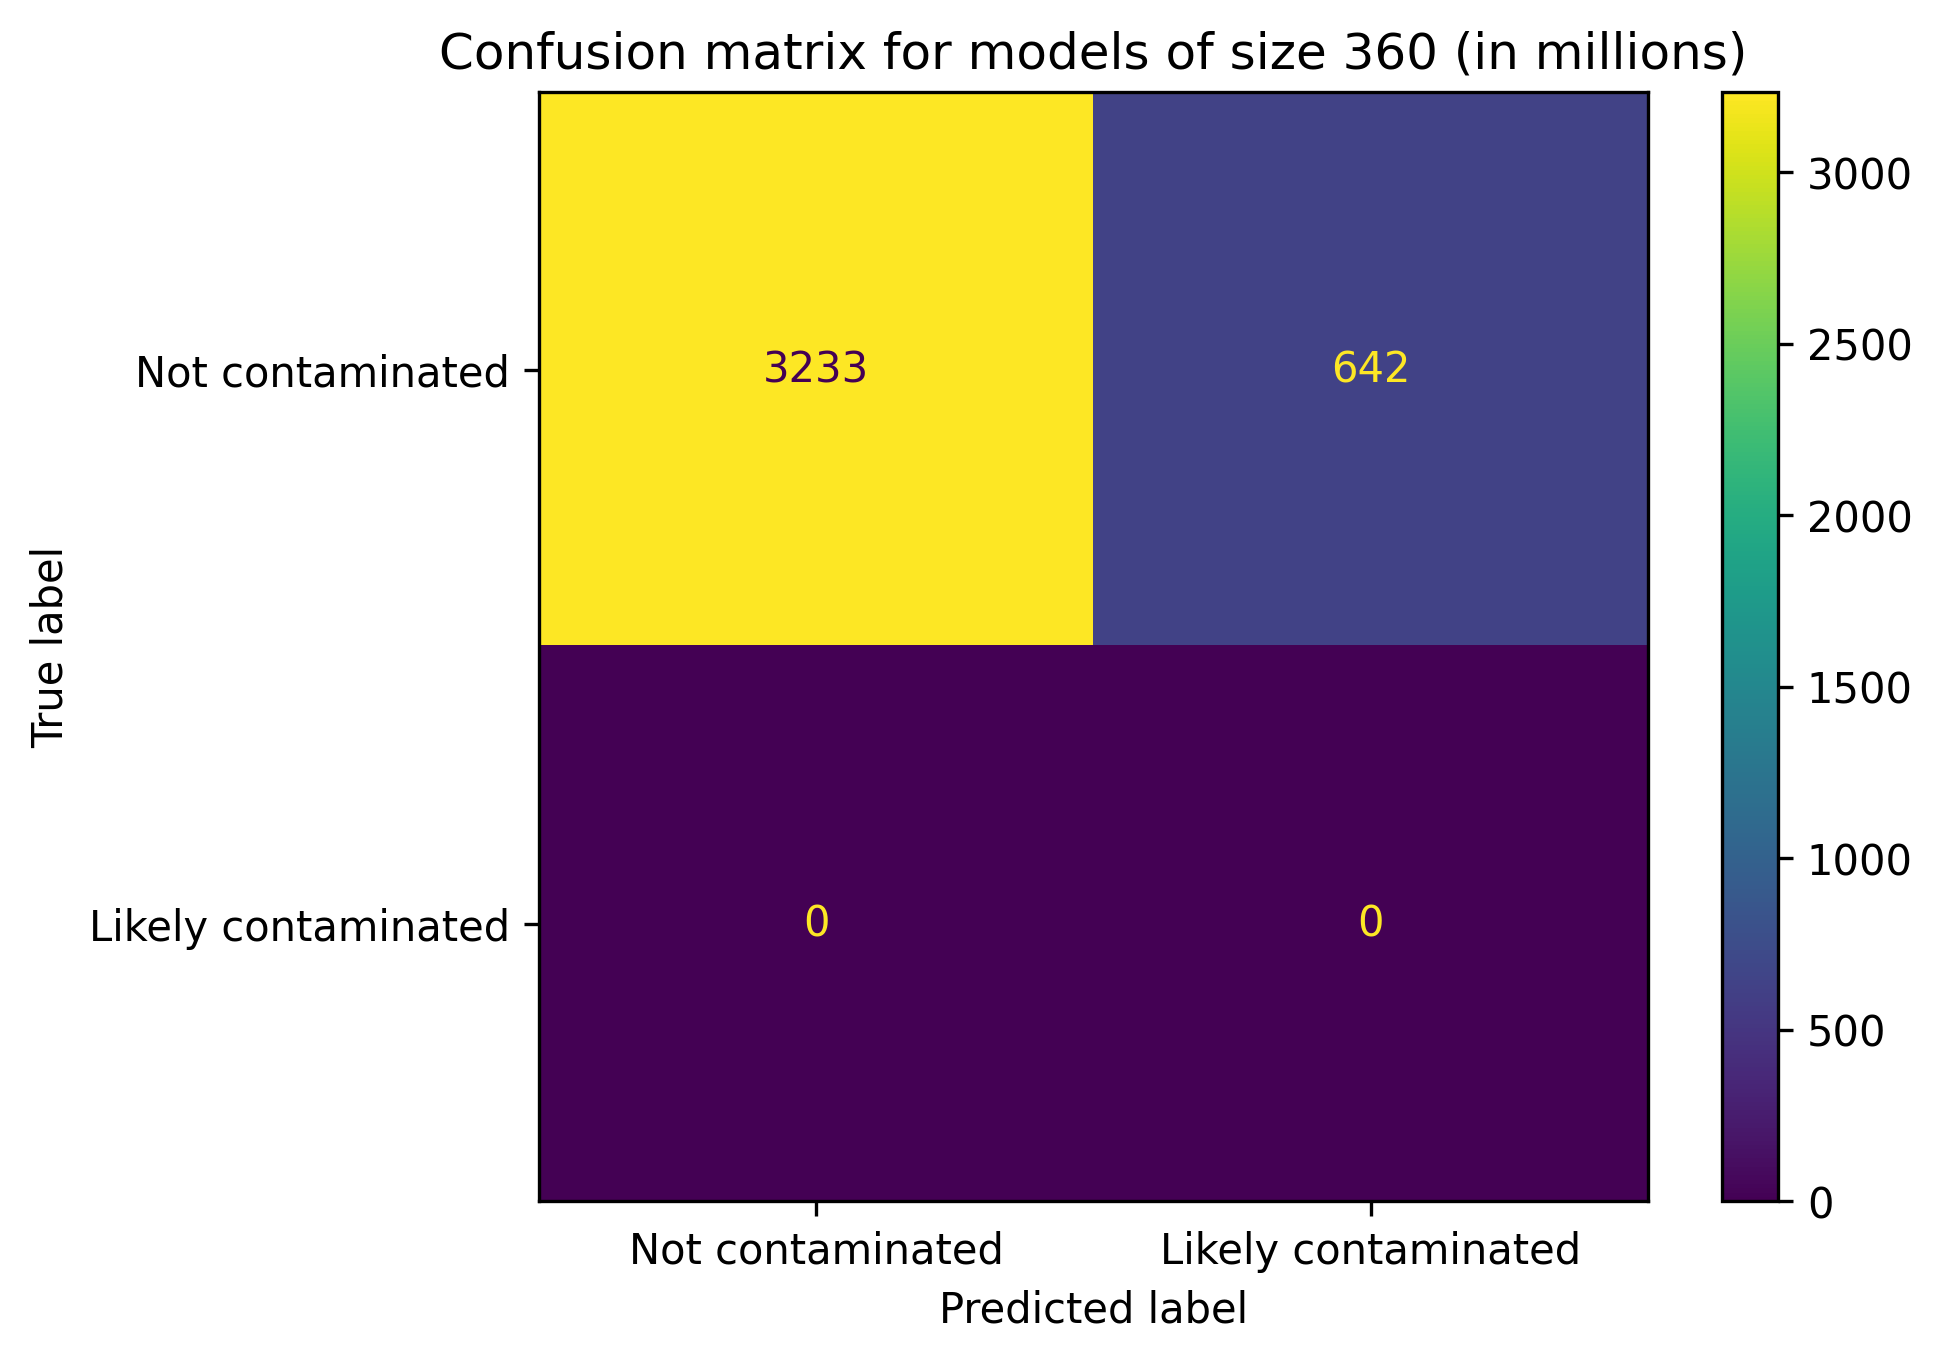 Confusion matrix for models of size 360 (in millions)
True label
Not contaminated
Likely contaminated
3233
642
0
0
Not contaminated
Likely contaminated
Predicted label
3000
2500
2000
1500
1000
500
0